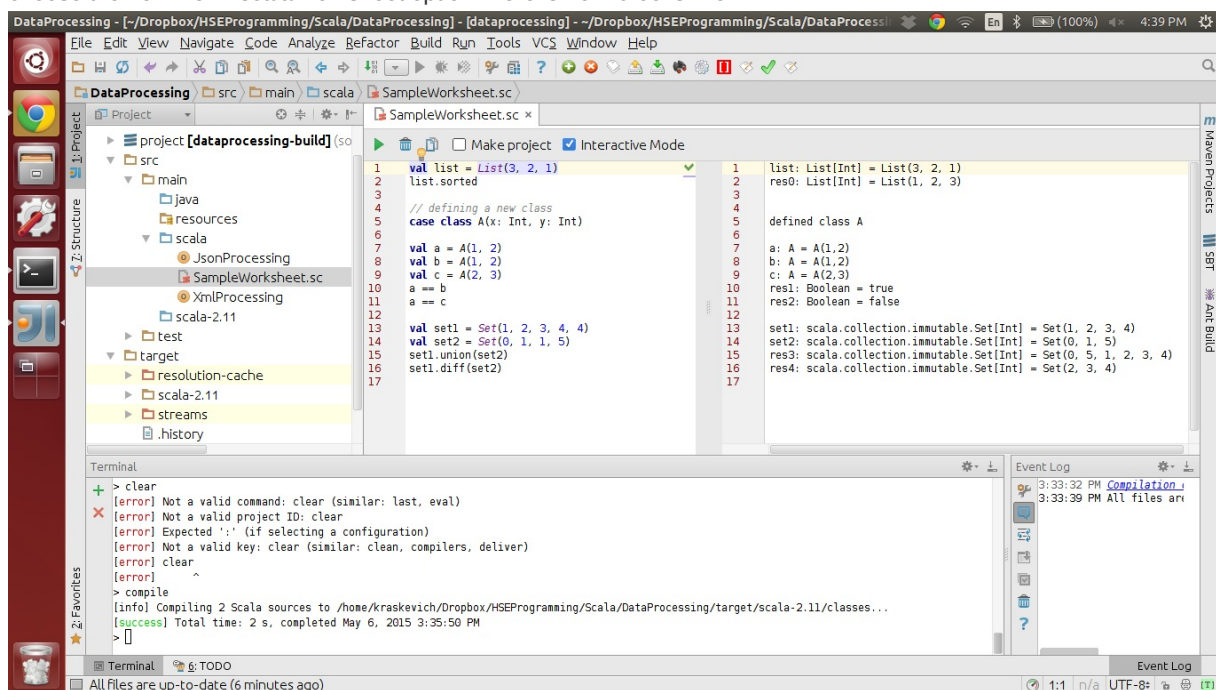 DataProcessing - [~/Dropbox/HSEProgramming/Scala/DataProcessing] - [dataprocessing] - ~/Dropbox/HSEProgramming/Scala/DataProcessi
En (100%) 4:39 PM
File Edit View Navigate Code Analyze Refactor Build Run Tools VCS Window Help
DataProcessing src main scala SampleWorksheet.sc
1: Project
Z: Structure
2: Favorites
Project
project [dataprocessing-build] (so
src
main
java
resources
scala
JsonProcessing
SampleWorksheet.sc
XmlProcessing
scala-2.11
test
target
resolution-cache
scala-2.11
streams
.history
SampleWorksheet.sc ×
Make project Interactive Mode
1 val list = List(3, 2, 1)
2 list.sorted
3
4 // defining a new class
5 case class A(x: Int, y: Int)
6
7 val a = A(1, 2)
8 val b = A(1, 2)
9 val c = A(2, 3)
10 a == b
11 a == c
12
13 val set1 = Set(1, 2, 3, 4, 4)
14 val set2 = Set(0, 1, 1, 5)
15 set1.union(set2)
16 set1.diff(set2)
17
1 list: List[Int] = List(3, 2, 1)
2 res0: List[Int] = List(1, 2, 3)
3
4
5 defined class A
6
7 a: A = A(1,2)
8 b: A = A(1,2)
9 c: A = A(2,3)
10 res1: Boolean = true
11 res2: Boolean = false
12
13 set1: scala.collection.immutable.Set[Int] = Set(1, 2, 3, 4)
14 set2: scala.collection.immutable.Set[Int] = Set(0, 1, 5)
15 res3: scala.collection.immutable.Set[Int] = Set(0, 5, 1, 2, 3, 4)
16 res4: scala.collection.immutable.Set[Int] = Set(2, 3, 4)
17
m Maven Projects
SBT
Ant Build
Terminal
> clear
[error] Not a valid command: clear (similar: last, eval)
[error] Not a valid project ID: clear
[error] Expected ':' (if selecting a configuration)
[error] Not a valid key: clear (similar: clean, compilers, deliver)
[error] clear
[error] ^
> compile
[info] Compiling 2 Scala sources to /home/kraskevich/Dropbox/HSEProgramming/Scala/DataProcessing/target/scala-2.11/classes...
[success] Total time: 2 s, completed May 6, 2015 3:35:50 PM
>
Event Log
3:33:32 PM Compilation
3:33:39 PM All files are
Terminal 6: TODO Event Log
All files are up-to-date (6 minutes ago) 1:1 n/a UTF-8 [T]